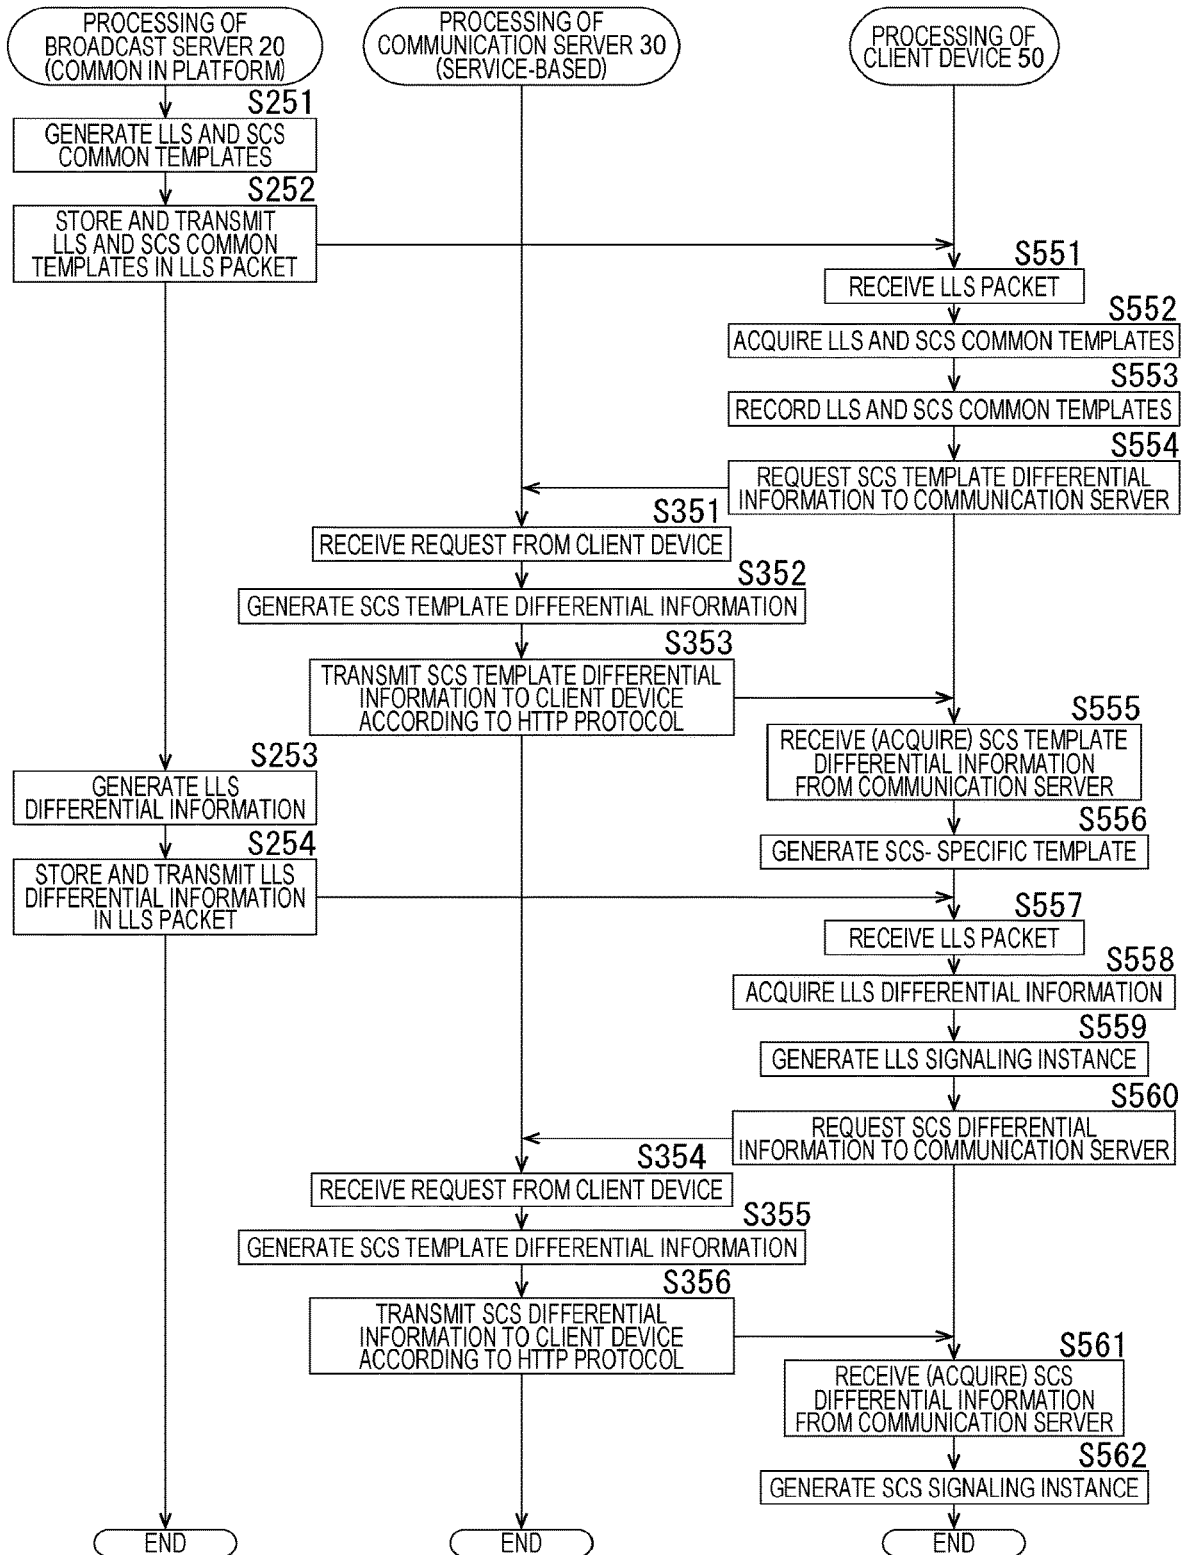 PROCESSING OF
BROADCAST SERVER 20
(COMMON IN PLATFORM)
PROCESSING OF
COMMUNICATION SERVER 30
(SERVICE-BASED)
PROCESSING OF
CLIENT DEVICE 50
S251
GENERATE LLS AND SCS
COMMON TEMPLATES
S252
STORE AND TRANSMIT
LLS AND SCS COMMON
TEMPLATES IN LLS PACKET
S551
RECEIVE LLS PACKET
S552
ACQUIRE LLS AND SCS COMMON TEMPLATES
S553
RECORD LLS AND SCS COMMON TEMPLATES
S554
REQUEST SCS TEMPLATE DIFFERENTIAL
INFORMATION TO COMMUNICATION SERVER
S351
RECEIVE REQUEST FROM CLIENT DEVICE
S352
GENERATE SCS TEMPLATE DIFFERENTIAL INFORMATION
S353
TRANSMIT SCS TEMPLATE DIFFERENTIAL
INFORMATION TO CLIENT DEVICE
ACCORDING TO HTTP PROTOCOL
S555
RECEIVE (ACQUIRE) SCS TEMPLATE
DIFFERENTIAL INFORMATION
FROM COMMUNICATION SERVER
S253
GENERATE LLS
DIFFERENTIAL INFORMATION
S556
GENERATE SCS- SPECIFIC TEMPLATE
S254
STORE AND TRANSMIT LLS
DIFFERENTIAL INFORMATION
IN LLS PACKET
S557
RECEIVE LLS PACKET
S558
ACQUIRE LLS DIFFERENTIAL INFORMATION
S559
GENERATE LLS SIGNALING INSTANCE
S560
REQUEST SCS DIFFERENTIAL
INFORMATION TO COMMUNICATION SERVER
S354
RECEIVE REQUEST FROM CLIENT DEVICE
S355
GENERATE SCS TEMPLATE DIFFERENTIAL INFORMATION
S356
TRANSMIT SCS DIFFERENTIAL
INFORMATION TO CLIENT DEVICE
ACCORDING TO HTTP PROTOCOL
S561
RECEIVE (ACQUIRE) SCS
DIFFERENTIAL INFORMATION
FROM COMMUNICATION SERVER
S562
GENERATE SCS SIGNALING INSTANCE
END
END
END